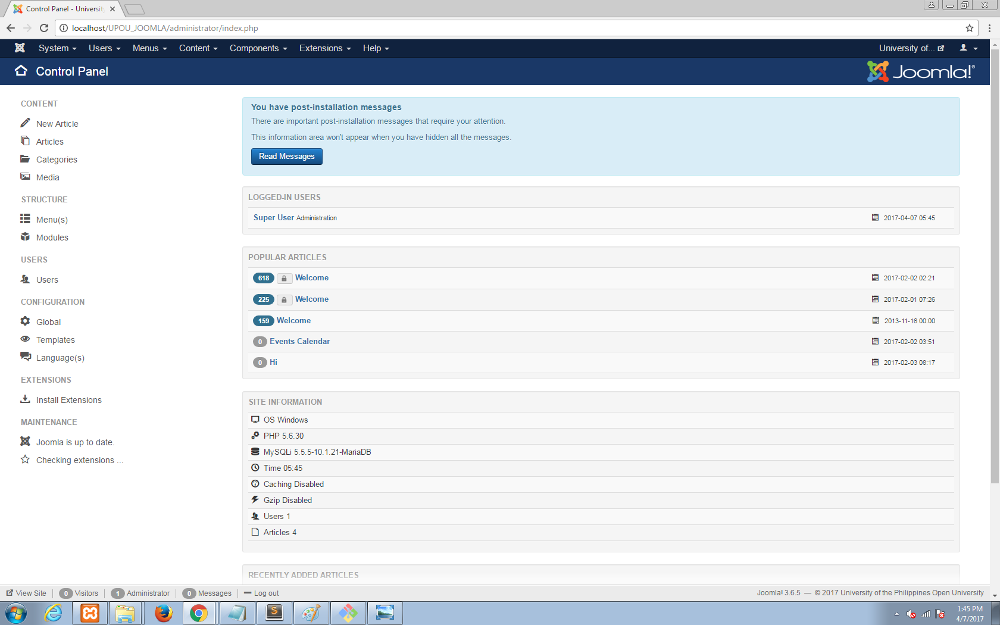 Control Panel - Universit
localhost/UPOU_JOOMLA/administrator/index.php
System Users Menus Content Components Extensions Help University of...
Control Panel Joomla!®
CONTENT
New Article
Articles
Categories
Media
STRUCTURE
Menu(s)
Modules
USERS
Users
CONFIGURATION
Global
Templates
Language(s)
EXTENSIONS
Install Extensions
MAINTENANCE
Joomla is up to date.
Checking extensions ...
You have post-installation messages
There are important post-installation messages that require your attention.
This information area won't appear when you have hidden all the messages.
Read Messages
LOGGED-IN USERS
Super User Administration 2017-04-07 05:45
POPULAR ARTICLES
618 Welcome 2017-02-02 02:21
225 Welcome 2017-02-01 07:26
159 Welcome 2013-11-16 00:00
0 Events Calendar 2017-02-02 03:51
0 Hi 2017-02-03 08:17
SITE INFORMATION
OS Windows
PHP 5.6.30
MySQLi 5.5.5-10.1.21-MariaDB
Time 05:45
Caching Disabled
Gzip Disabled
Users 1
Articles 4
RECENTLY ADDED ARTICLES
View Site 0 Visitors 1 Administrator 0 Messages Log out Joomla! 3.6.5 — © 2017 University of the Philippines Open University
1:45 PM
4/7/2017